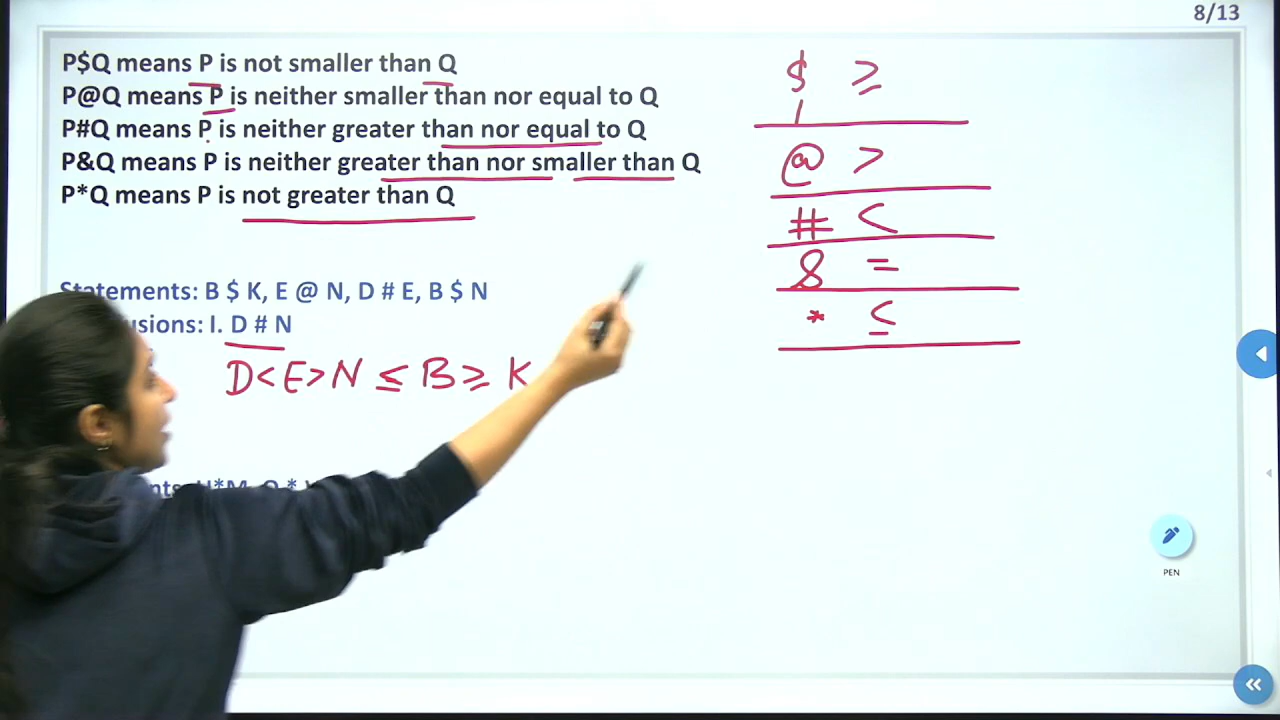 8/13
P$Q means P is not smaller than Q
P@Q means P is neither smaller than nor equal to Q
P#Q means P is neither greater than nor equal to Q
P&Q means P is neither greater than nor smaller than Q
P*Q means P is not greater than Q
$ ≥
@ >
# <
& =
* ≤
Statements: B $ K, E @ N, D # E, B $ N
I. D # N
D < E > N ≤ B ≥ K
PEN